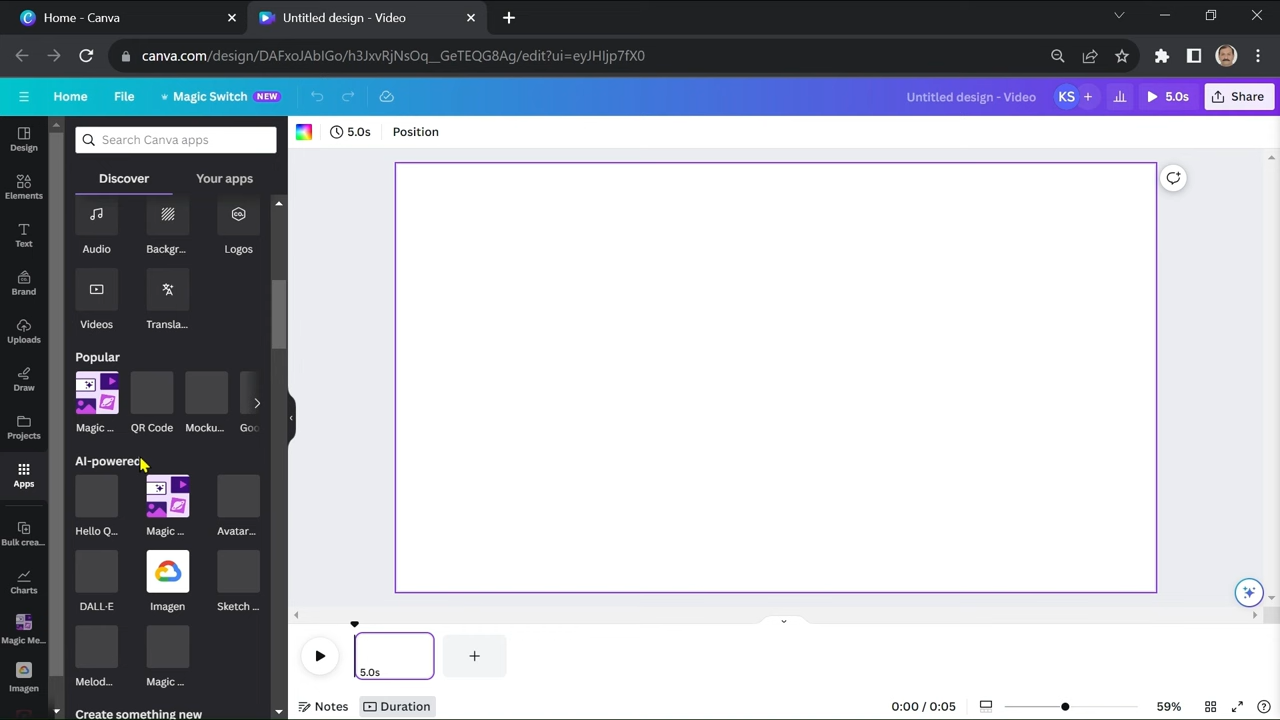 Home - Canva
Untitled design - Video
canva.com/design/DAFxoJAbIGo/h3JxvRjNsOq__GeTEQG8Ag/edit?ui=eyJHIjp7fX0
Home
File
Magic Switch NEW
Untitled design - Video
KS
+
5.0s
Share
Design
Elements
Text
Brand
Uploads
Draw
Projects
Apps
Bulk crea...
Charts
Magic Me...
Imagen
Search Canva apps
Discover
Your apps
Audio
Backgr...
Logos
Videos
Transla...
Popular
Magic ...
QR Code
Mocku...
Goo
AI-powered
Hello Q...
Magic ...
Avatar...
DALL·E
Imagen
Sketch ...
Melod...
Magic ...
Create something new
5.0s
Position
5.0s
+
Notes
Duration
0:00 / 0:05
59%